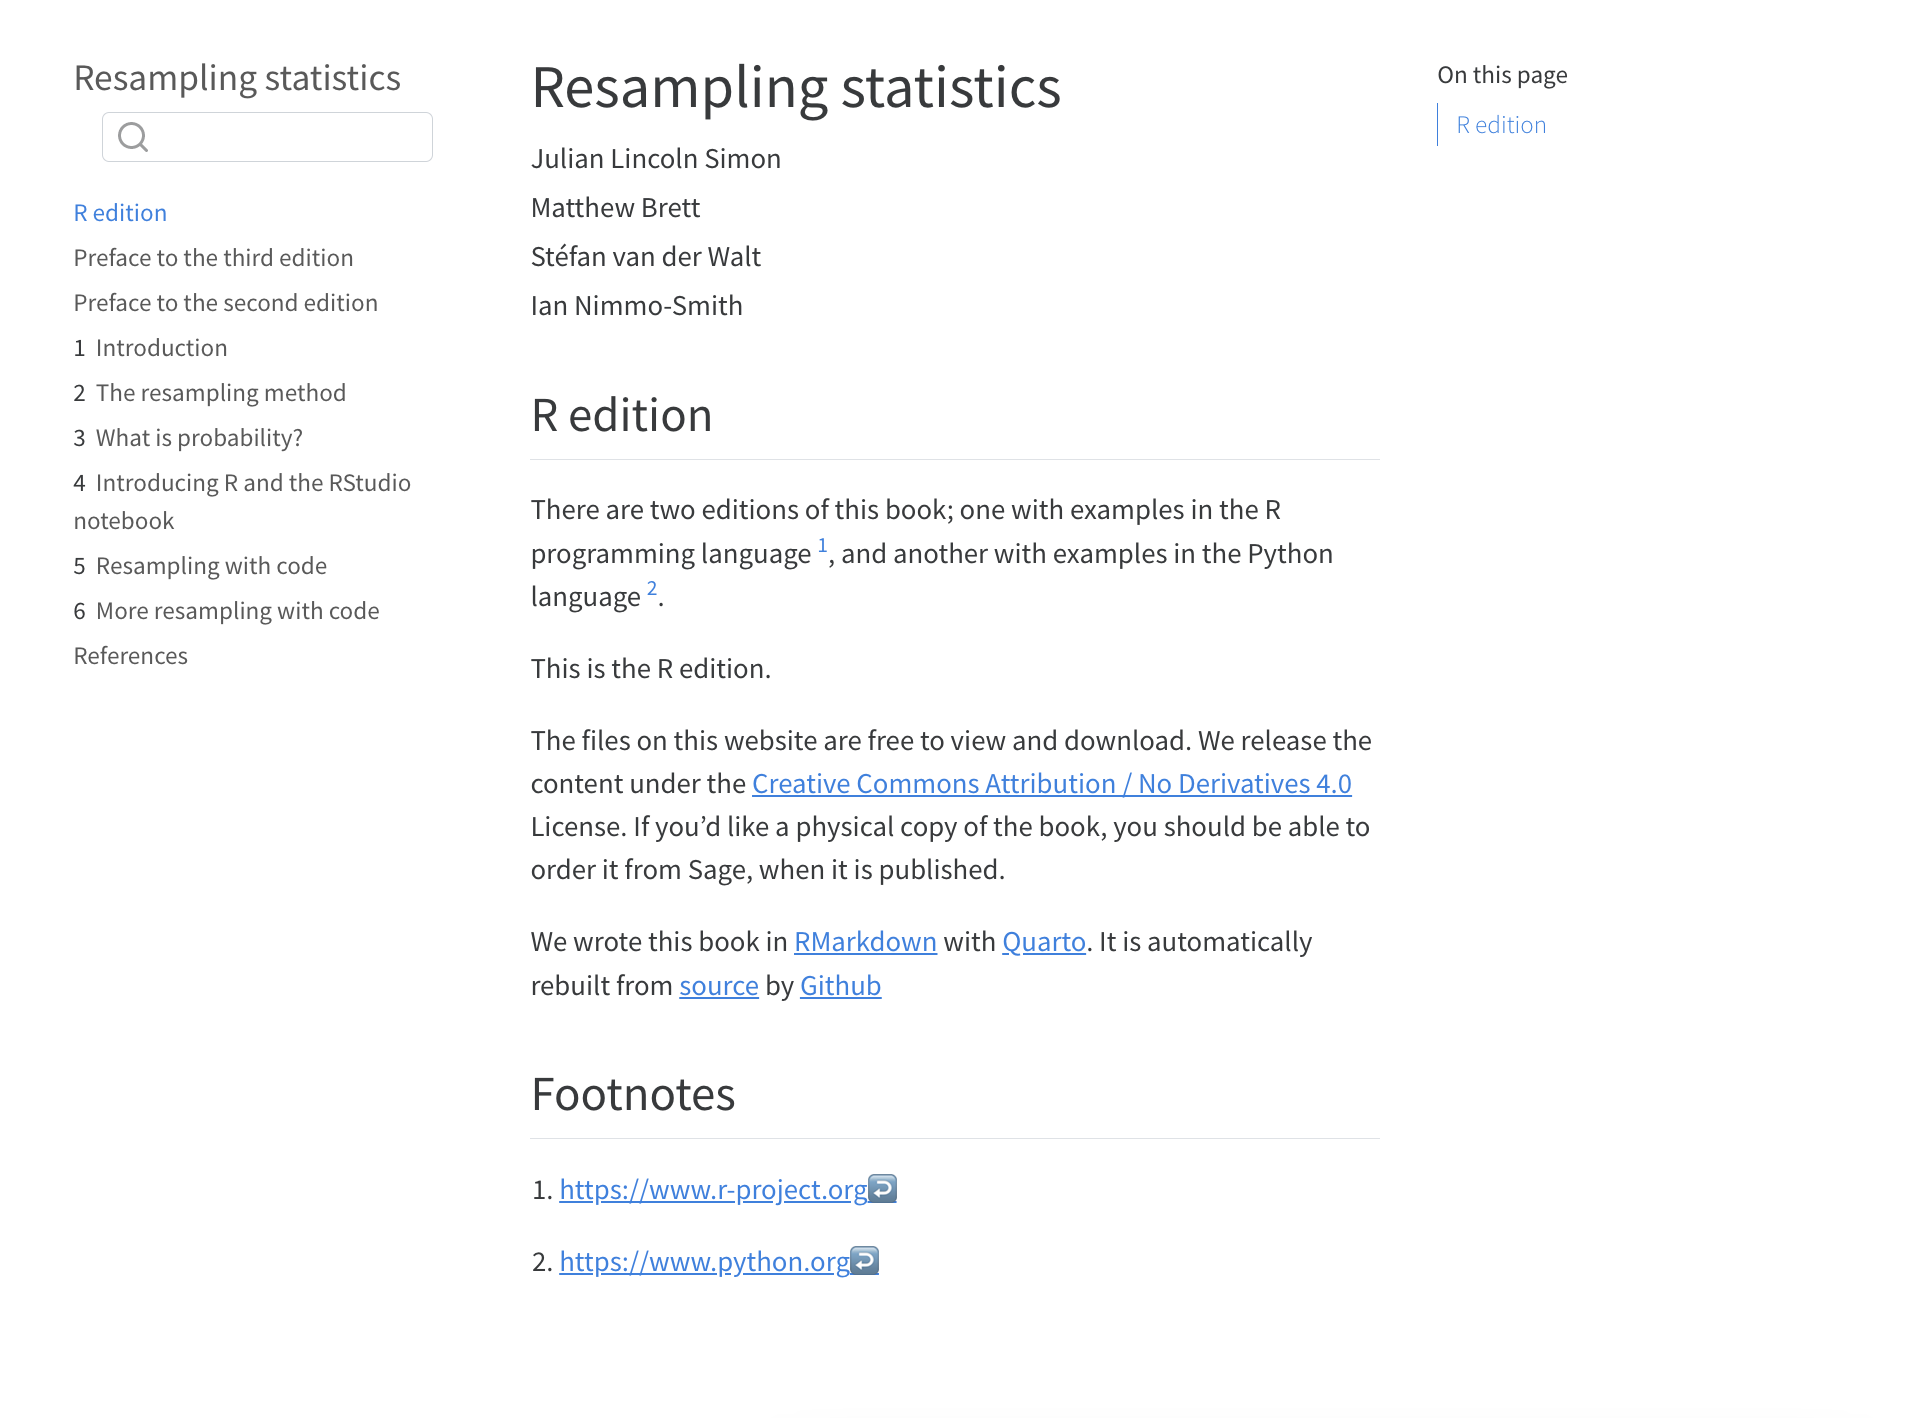 Resampling statistics
R edition
Preface to the third edition
Preface to the second edition
1 Introduction
2 The resampling method
3 What is probability?
4 Introducing R and the RStudio
notebook
5 Resampling with code
6 More resampling with code
References
Resampling statistics
Julian Lincoln Simon
Matthew Brett
Stéfan van der Walt
Ian Nimmo-Smith
R edition
There are two editions of this book; one with examples in the R
programming language 1, and another with examples in the Python
language 2.
This is the R edition.
The files on this website are free to view and download. We release the
content under the Creative Commons Attribution / No Derivatives 4.0
License. If you’d like a physical copy of the book, you should be able to
order it from Sage, when it is published.
We wrote this book in RMarkdown with Quarto. It is automatically
rebuilt from source by Github
Footnotes
1. https://www.r-project.org↩️
2. https://www.python.org↩️
On this page
R edition